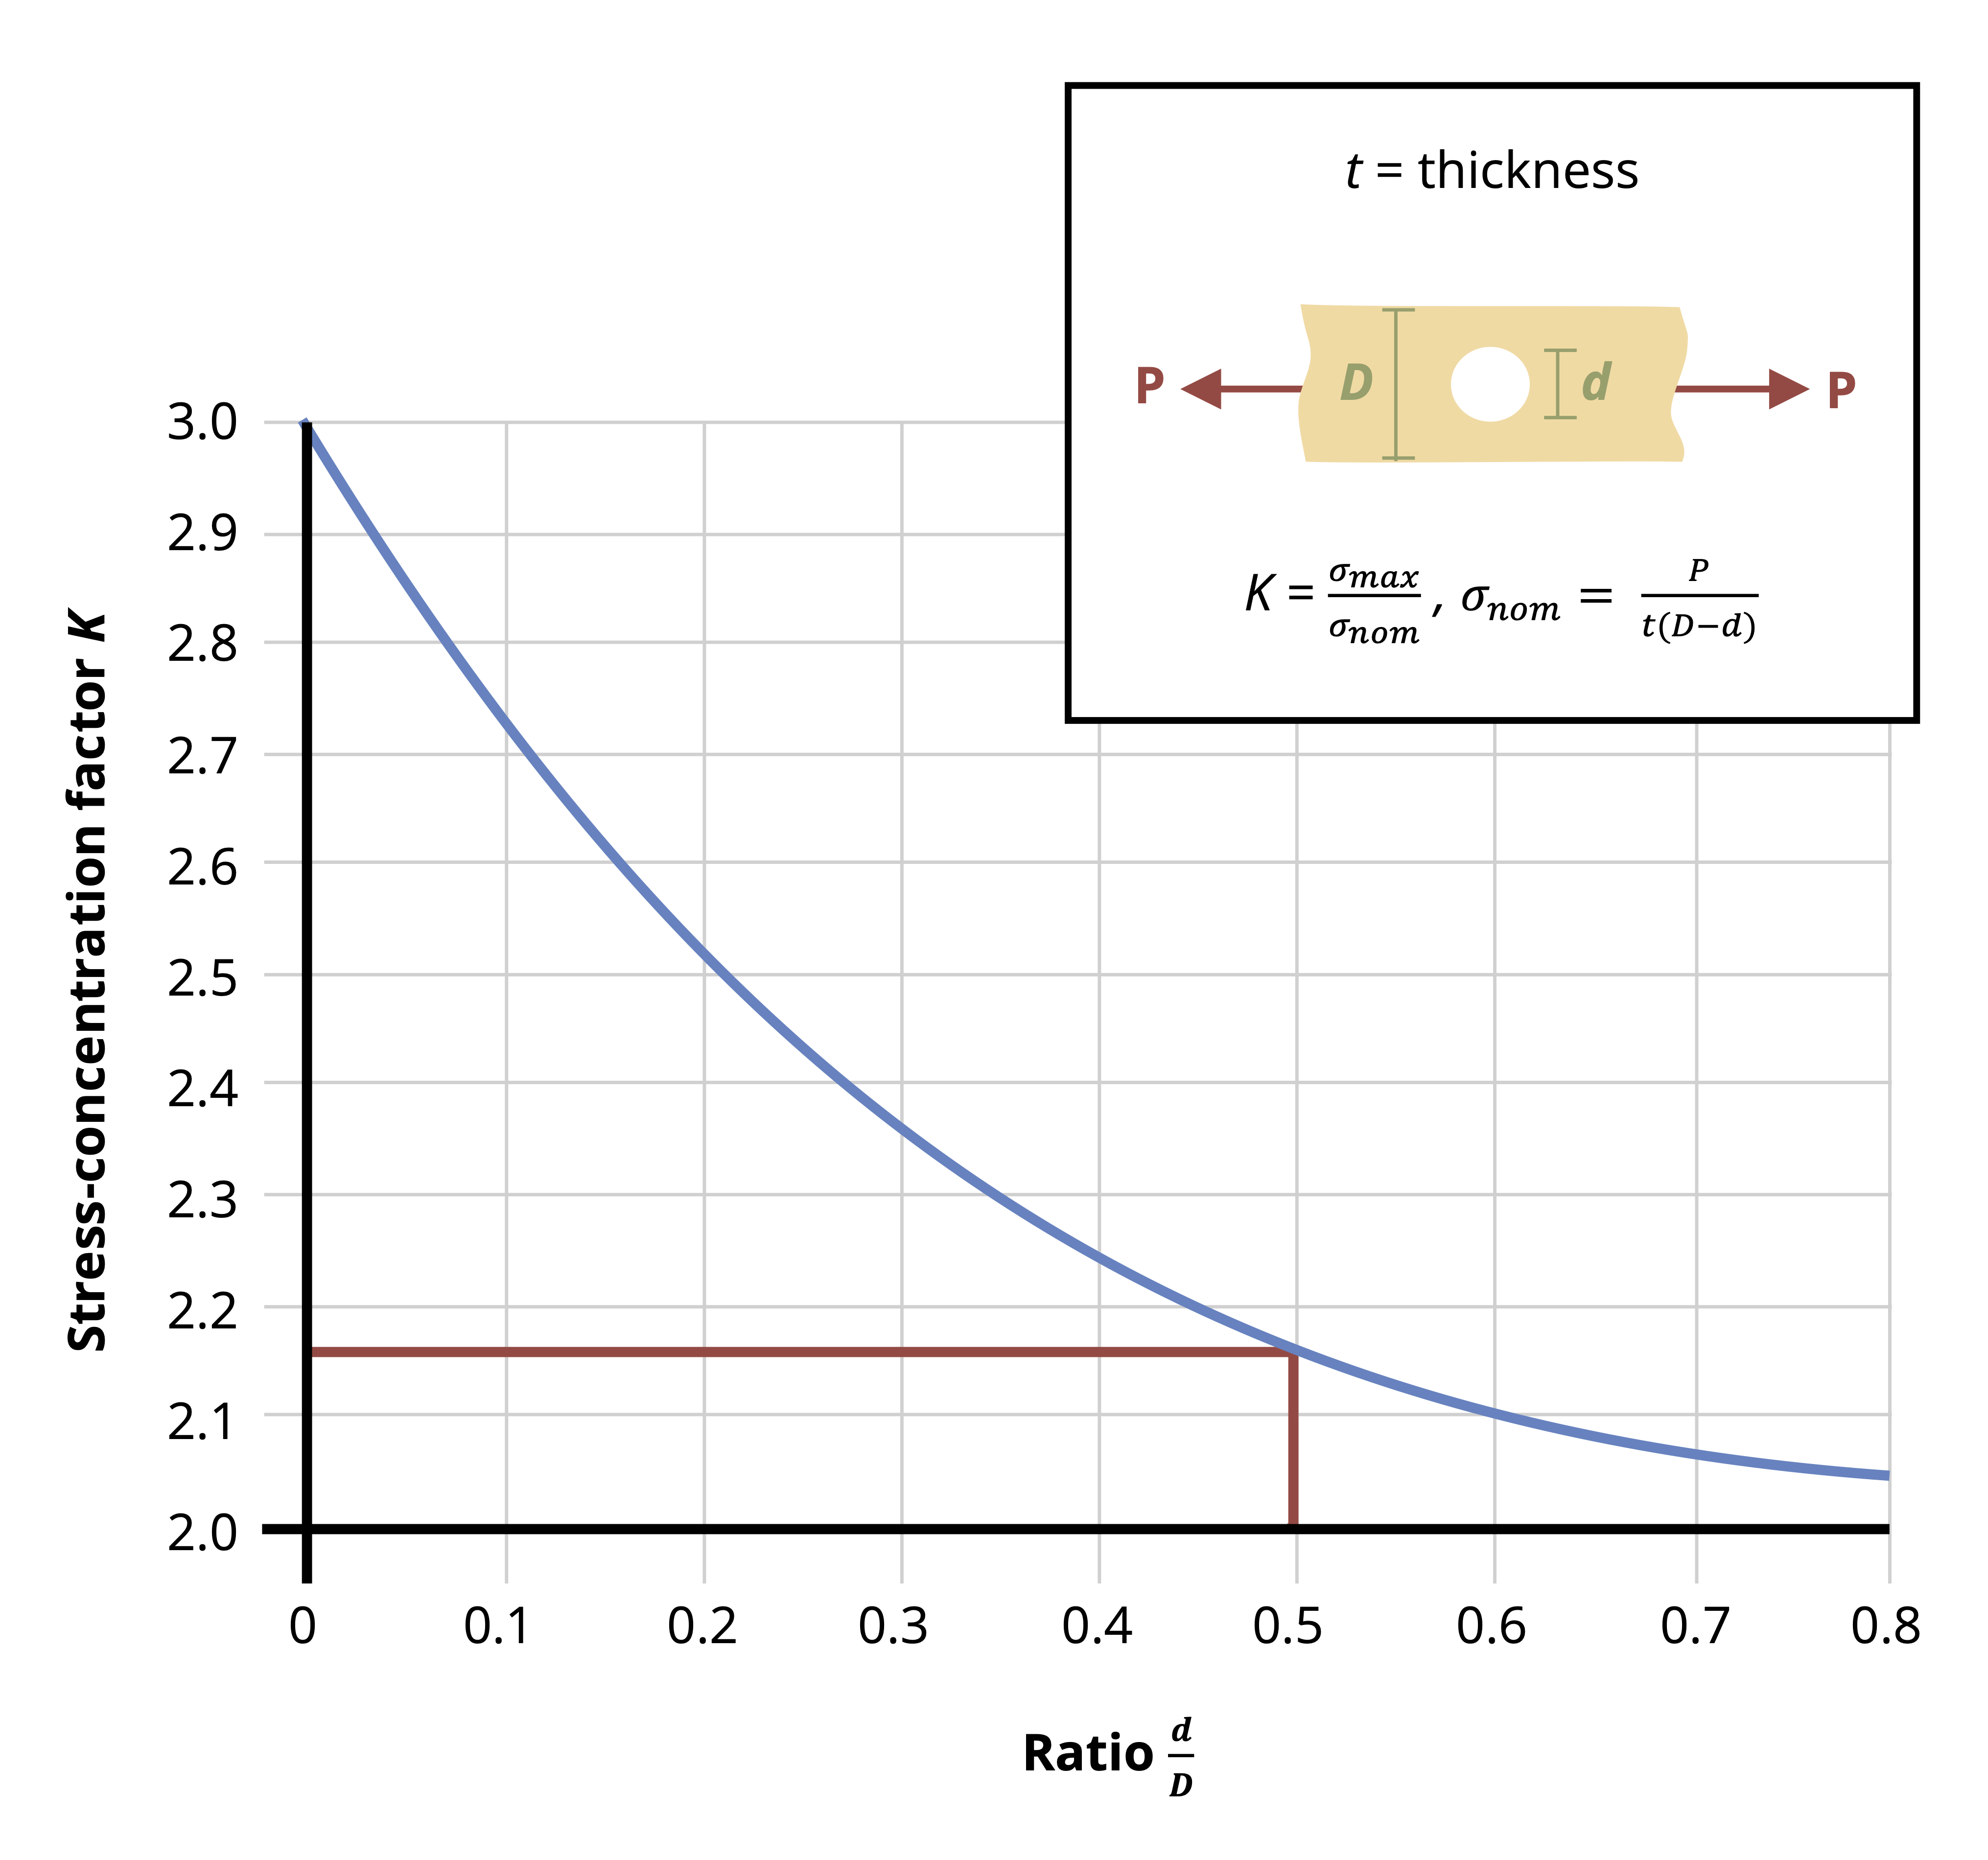 t = thickness
P
D
d
P
K = σmax/σnom, σnom = P/t(D−d)
Stress-concentration factor K
3.0
2.9
2.8
2.7
2.6
2.5
2.4
2.3
2.2
2.1
2.0
0 0.1 0.2 0.3 0.4 0.5 0.6 0.7 0.8
Ratio d/D